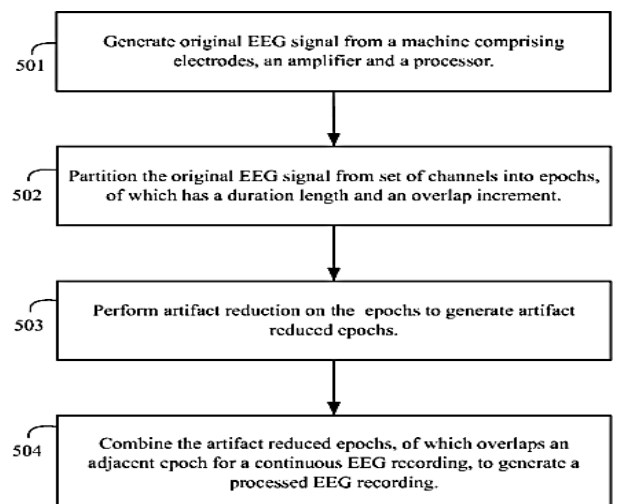 501
Generate original EEG signal from a machine comprising
electrodes, an amplifier and a processor.
502
Partition the original EEG signal from set of channels into epochs,
of which has a duration length and an overlap increment.
503
Perform artifact reduction on the epochs to generate artifact
reduced epochs.
504
Combine the artifact reduced epochs, of which overlaps an
adjacent epoch for a continuous EEG recording, to generate a
processed EEG recording.